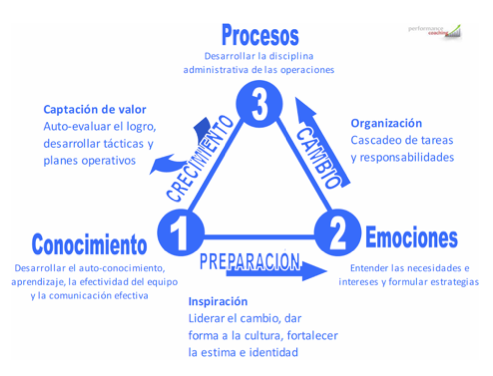 performance
coaching
Procesos
Desarrollar la disciplina
administrativa de las operaciones
3
Captación de valor
Auto-evaluar el logro,
desarrollar tácticas y
planes operativos
CRECIMIENTO
CAMBIO
Organización
Cascadeo de tareas
y responsabilidades
Conocimiento
1
Desarrollar el auto-conocimiento,
aprendizaje, la efectividad del equipo
y la comunicación efectiva
PREPARACIÓN
2
Emociones
Entender las necesidades e
intereses y formular estrategias
Inspiración
Liderar el cambio, dar
forma a la cultura, fortalecer
la estima e identidad